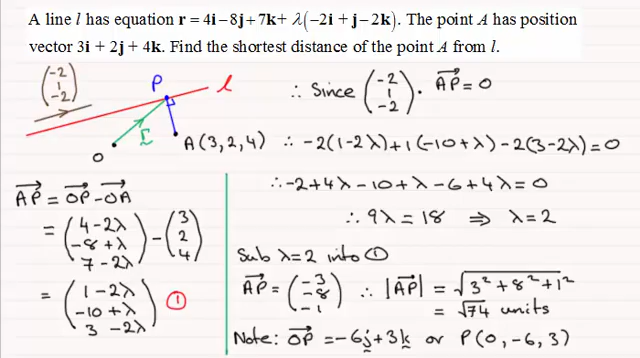 A line l has equation r = 4i – 8j + 7k + λ(–2i + j – 2k). The point A has position
vector 3i + 2j + 4k. Find the shortest distance of the point A from l.
(-2 1 -2)
P
l
r
O
A(3,2,4)
AP = OP - OA
= (4-2λ -8+λ 7-2λ) - (3 2 4)
= (1-2λ -10+λ 3-2λ) ①
∴ Since (-2 1 -2) . AP = 0
∴ -2(1-2λ)+1(-10+λ)-2(3-2λ)=0
∴ -2+4λ-10+λ-6+4λ=0
∴ 9λ = 18 ⇒ λ=2
Sub λ=2 into ①
AP = (-3 -8 -1) ∴ |AP| = √3²+8²+1²
= √74 units
Note: OP = -6j+3k or P(0,-6,3)